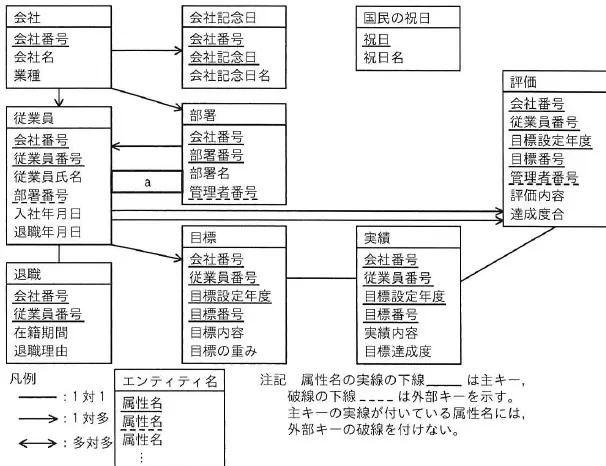 会社
会社番号
会社名
業種
会社記念日
会社番号
会社記念日
会社記念日名
国民の祝日
祝日
祝日名
従業員
会社番号
従業員番号
従業員氏名
部署番号
入社年月日
退職年月日
部署
会社番号
部署番号
部署名
管理者番号
a
評価
会社番号
従業員番号
目標設定年度
目標番号
管理者番号
評価内容
達成度合
退職
会社番号
従業員番号
在籍期間
退職理由
目標
会社番号
従業員番号
目標設定年度
目標番号
目標内容
目標の重み
実績
会社番号
従業員番号
目標設定年度
目標番号
実績内容
目標達成度
凡例
:1対1
:1対多
:多対多
エンティティ名
属性名
属性名
属性名
⋮
注記 属性名の実線の下線____は主キー,
破線の下線____は外部キーを示す。
主キーの実線が付いている属性名には,
外部キーの破線を付けない。